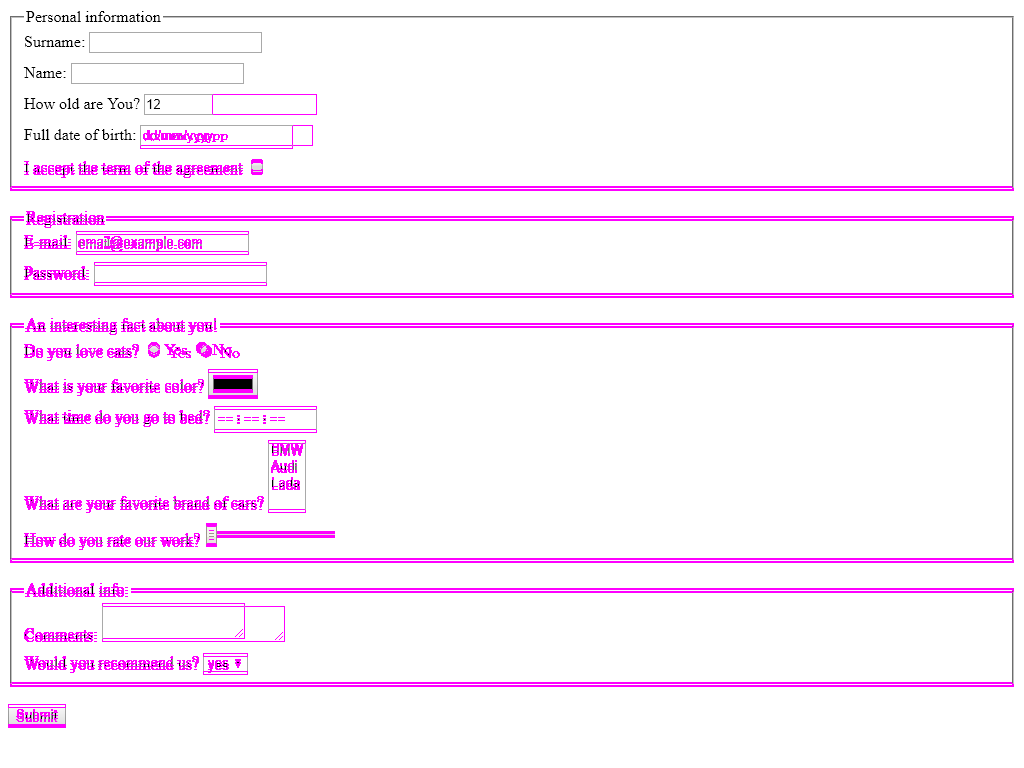 Personal information
Surname:
Name:
How old are You? 12
Full date of birth:
I accept the term of the agreement
Registration
E-mail: email@example.com
Password:
An interesting fact about you!
Do you love cats? Yes No
What is your favorite color?
What time do you go to bed? -- : -- : --
BMW
Audi
Lada
What are your favorite brand of cars?
How do you rate our work?
Additional info
Comments:
Would you recommend us? yes
Submit